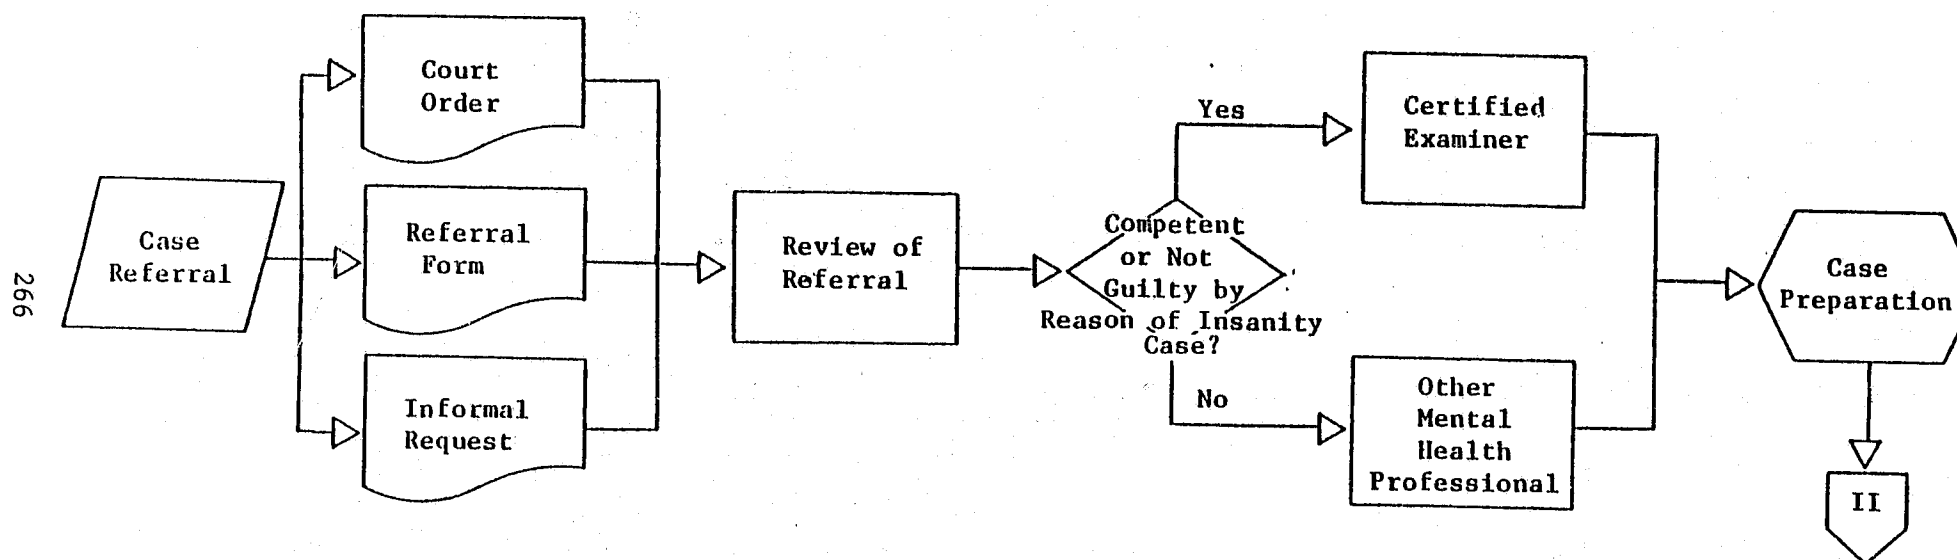 266
Case
Referral
Court
Order
Referral
Form
Informal
Request
Review of
Referral
Competent
or Not
Guilty by
Reason of Insanity
Case?
Yes
No
Certified
Examiner
Other
Mental
Health
Professional
Case
Preparation
II